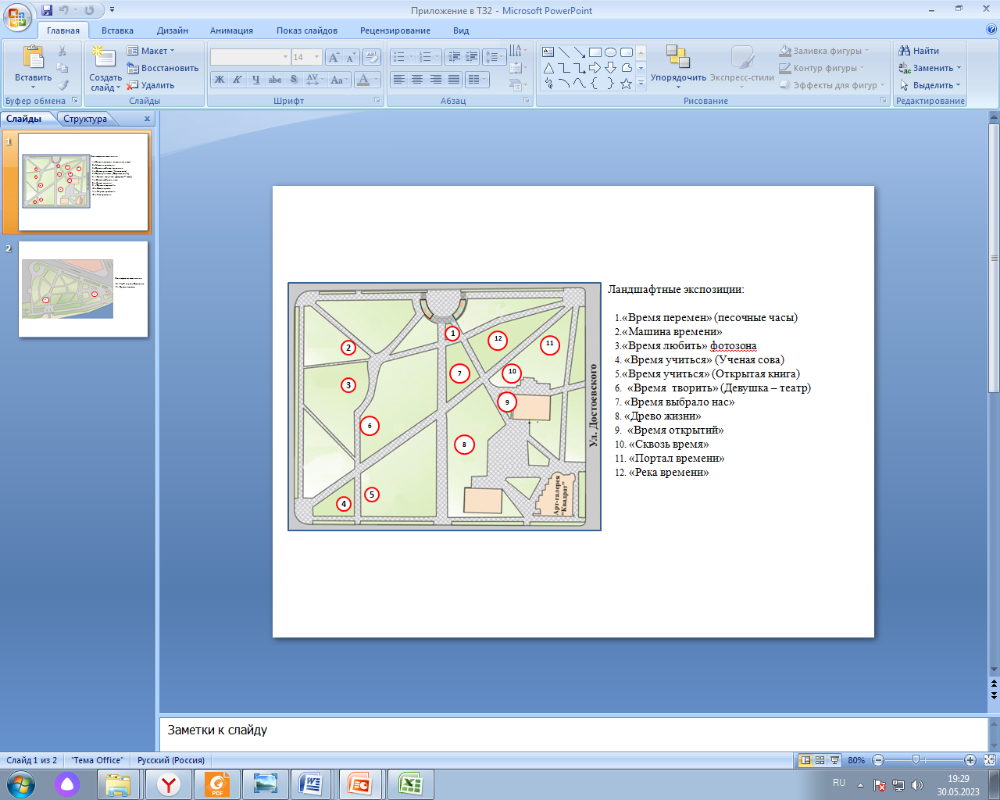 Приложение в ТЗ2 - Microsoft PowerPoint
Главная
Вставка
Дизайн
Анимация
Показ слайдов
Рецензирование
Вид
Вставить
Создать слайд
Макет
Восстановить
Удалить
14
Ж К Ч abc S AV Aa А
Упорядочить
Экспресс-стили
Заливка фигуры
Контур фигуры
Эффекты для фигур
Найти
Заменить
Выделить
Буфер обмена
Слайды
Шрифт
Абзац
Рисование
Редактирование
Слайды
Структура
1
2
Ландшафтные экспозиции:
1.«Время перемен» (песочные часы)
2.«Машина времени»
3.«Время любить» фотозона
4. «Время учиться» (Ученая сова)
5.«Время учиться» (Открытая книга)
6. «Время творить» (Девушка – театр)
7. «Время выбрало нас»
8. «Древо жизни»
9. «Время открытий»
10. «Сквозь время»
11. «Портал времени»
12. «Река времени»
1
2
3
4
5
6
7
8
9
10
11
12
Ул. Достоевского
Арт-галерея
"Квадрат"
Заметки к слайду
Слайд 1 из 2
"Тема Office"
Русский (Россия)
80%
PDF
RU
19:29
30.05.2023